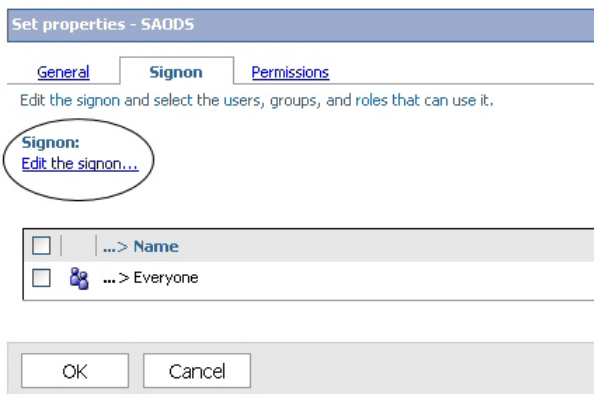 Set properties - SAODS
General Signon Permissions
Edit the signon and select the users, groups, and roles that can use it.
Signon:
Edit the signon...
...> Name
...> Everyone
OK Cancel